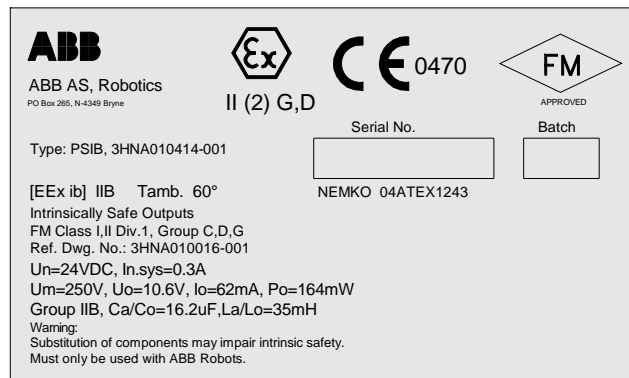 ABB
ABB AS, Robotics
PO Box 265, N-4349 Bryne
Ex
II (2) G,D
CE 0470
FM
APPROVED
Serial No.
Batch
Type: PSIB, 3HNA010414-001
[EEx ib] IIB Tamb. 60°
NEMKO 04ATEX1243
Intrinsically Safe Outputs
FM Class I,II Div.1, Group C,D,G
Ref. Dwg. No.: 3HNA010016-001
Un=24VDC, In.sys=0.3A
Um=250V, Uo=10.6V, Io=62mA, Po=164mW
Group IIB, Ca/Co=16.2uF,La/Lo=35mH
Warning:
Substitution of components may impair intrinsic safety.
Must only be used with ABB Robots.